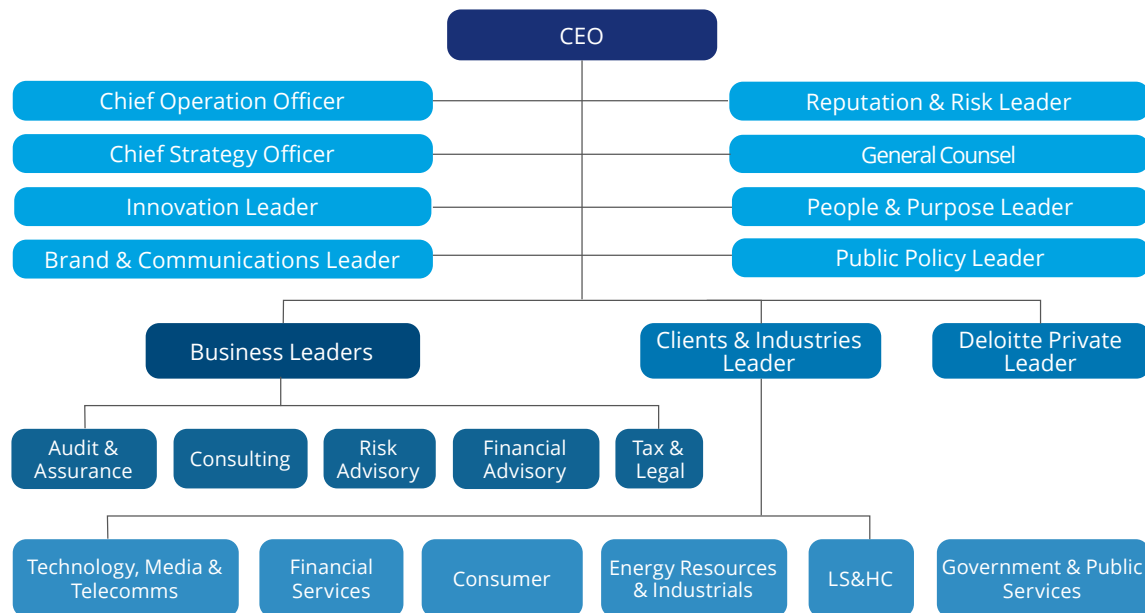 CEO
Chief Operation Officer
Reputation & Risk Leader
Chief Strategy Officer
General Counsel
Innovation Leader
People & Purpose Leader
Brand & Communications Leader
Public Policy Leader
Business Leaders
Clients & Industries
Leader
Deloitte Private
Leader
Audit &
Assurance
Consulting
Risk
Advisory
Financial
Advisory
Tax &
Legal
Technology, Media &
Telecomms
Financial
Services
Consumer
Energy Resources
& Industrials
LS&HC
Government & Public
Services